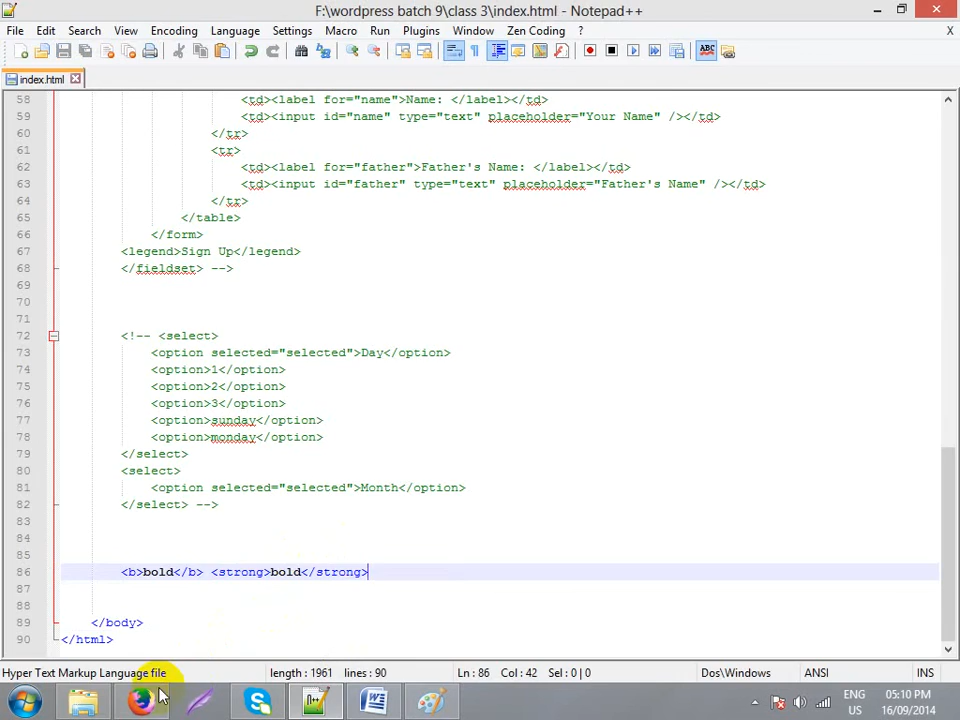 F:\wordpress batch 9\class 3\index.html - Notepad++
File Edit Search View Encoding Language Settings Macro Run Plugins Window Zen Coding ? X
index.html
58 <td><label for="name">Name: </label></td>
59 <td><input id="name" type="text" placeholder="Your Name" /></td>
60 </tr>
61 <tr>
62 <td><label for="father">Father's Name: </label></td>
63 <td><input id="father" type="text" placeholder="Father's Name" /></td>
64 </tr>
65 </table>
66 </form>
67 <legend>Sign Up</legend>
68 </fieldset> -->
69
70
71
72 <!-- <select>
73 <option selected="selected">Day</option>
74 <option>1</option>
75 <option>2</option>
76 <option>3</option>
77 <option>sunday</option>
78 <option>monday</option>
79 </select>
80 <select>
81 <option selected="selected">Month</option>
82 </select> -->
83
84
85
86 <b>bold</b> <strong>bold</strong>
87
88
89 </body>
90 </html>
Hyper Text Markup Language file length : 1961 lines : 90 Ln : 86 Col : 42 Sel : 0 | 0 Dos\Windows ANSI INS
ENG 05:10 PM
US 16/09/2014